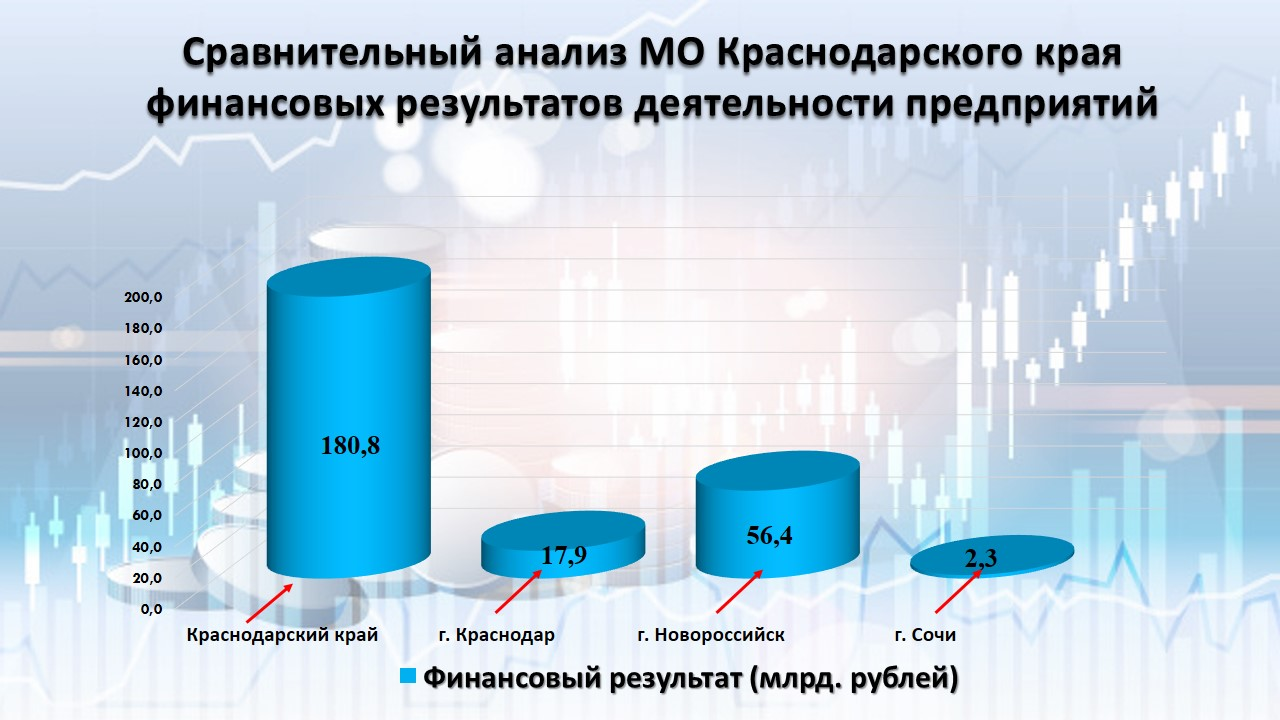 Сравнительный анализ МО Краснодарского края
финансовых результатов деятельности предприятий
200,0
180,0
160,0
140,0
120,0
100,0
80,0
60,0
40,0
20,0
0,0
180,8
17,9
56,4
2,3
Краснодарский край
г. Краснодар
г. Новороссийск
г. Сочи
Финансовый результат (млрд. рублей)